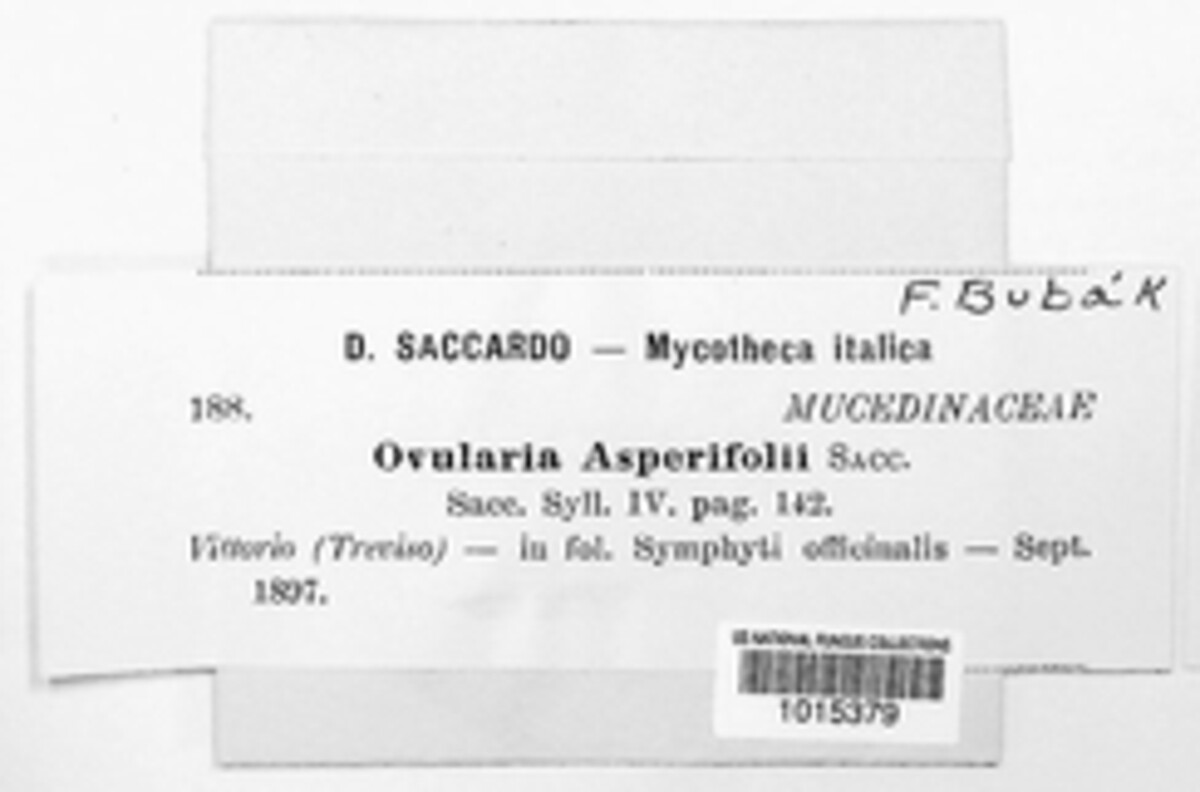 F. Bubák
D. SACCARDO — Mycotheca italica
188. MUCEDINACEAE
Ovularia Asperifolii SACC.
Sacc. Syll. IV. pag. 142.
Vittorio (Treviso) — in fol. Symphyti officinalis — Sept.
1897.
US NATIONAL FUNGUS COLLECTIONS
1015379